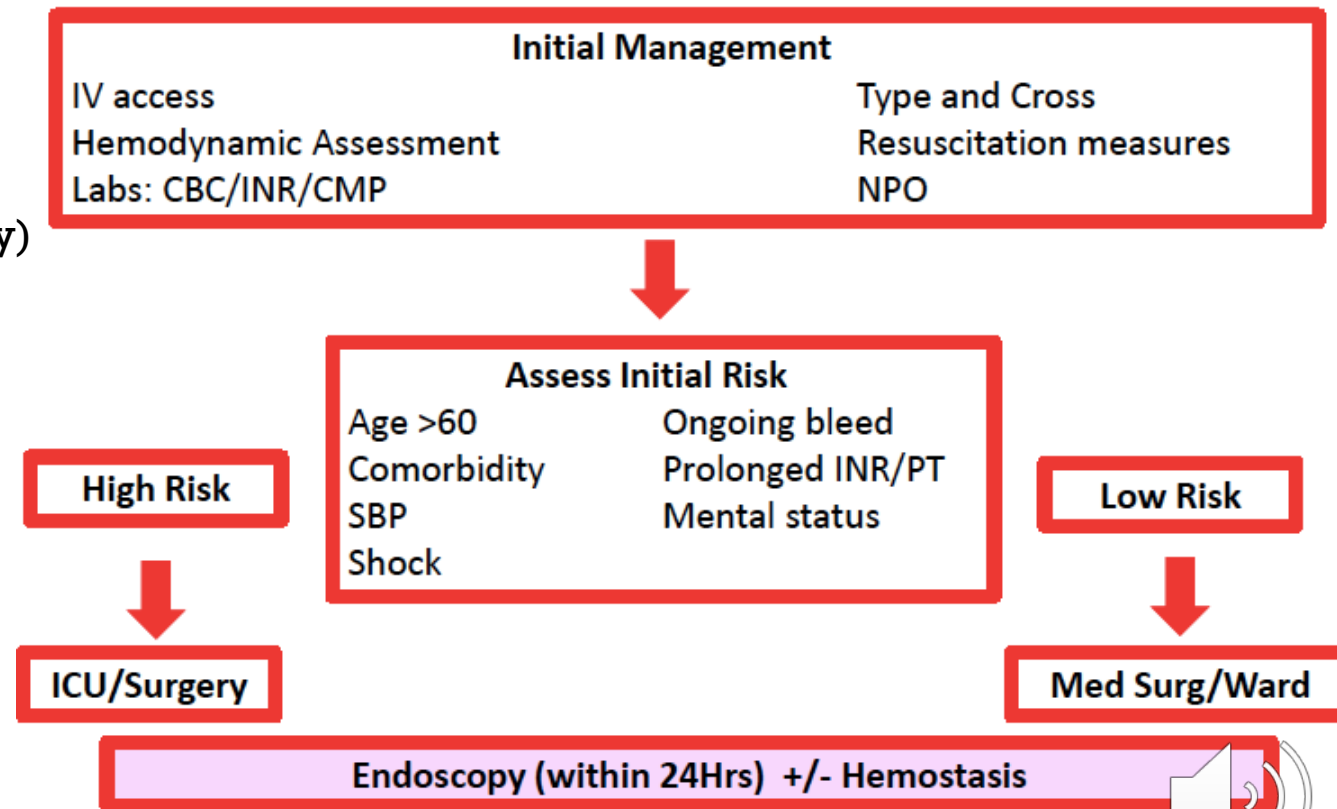 Initial Management
IV access Type and Cross
Hemodynamic Assessment Resuscitation measures
Labs: CBC/INR/CMP NPO
y)
Assess Initial Risk
Age >60 Ongoing bleed
Comorbidity Prolonged INR/PT
SBP Mental status
Shock
High Risk
Low Risk
ICU/Surgery
Med Surg/Ward
Endoscopy (within 24Hrs) +/- Hemostasis